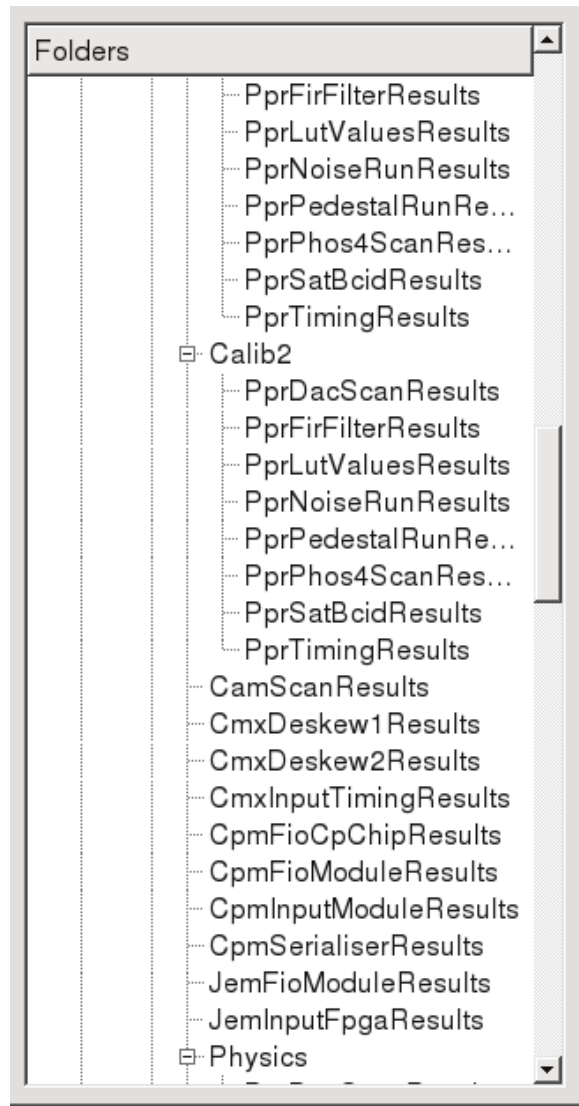 Folders
PprFirFilterResults
PprLutValuesResults
PprNoiseRunResults
PprPedestalRunRe...
PprPhos4ScanRes...
PprSatBcidResults
PprTimingResults
Calib2
PprDacScanResults
PprFirFilterResults
PprLutValuesResults
PprNoiseRunResults
PprPedestalRunRe...
PprPhos4ScanRes...
PprSatBcidResults
PprTimingResults
CamScanResults
CmxDeskew1Results
CmxDeskew2Results
CmxInputTimingResults
CpmFioCpChipResults
CpmFioModuleResults
CpmInputModuleResults
CpmSerialiserResults
JemFioModuleResults
JemInputFpgaResults
Physics